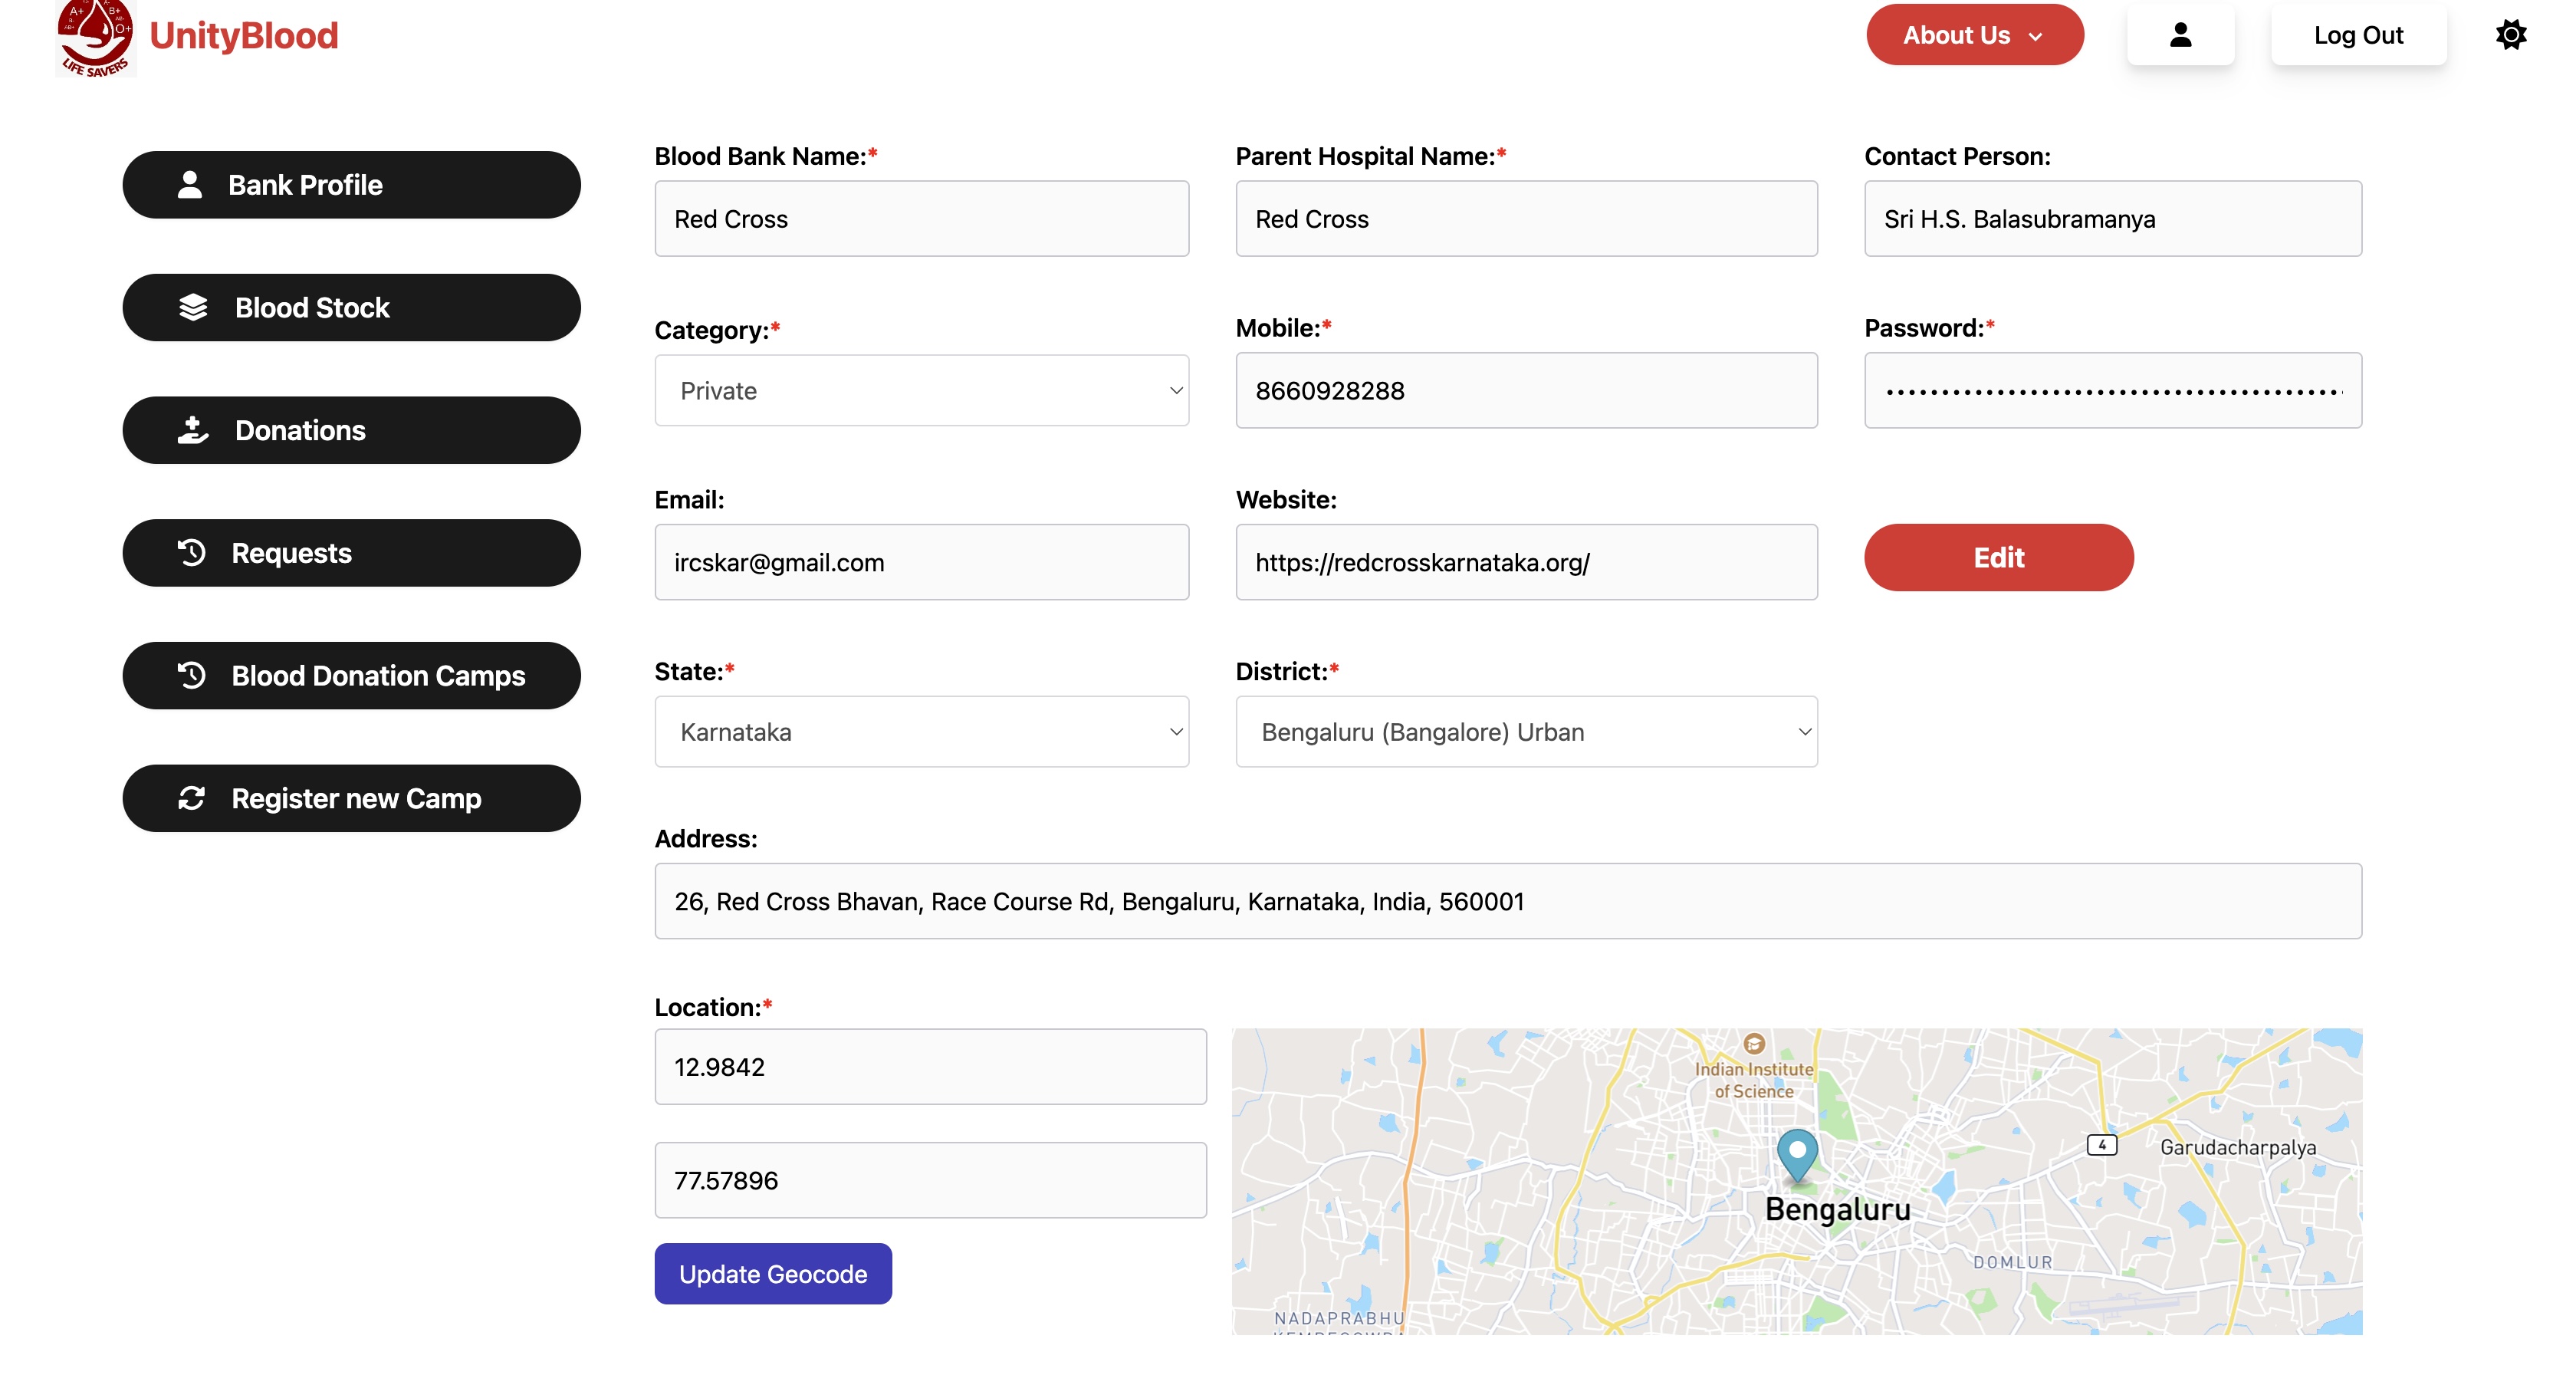 A+
B+
O+
LIFE SAVERS
UnityBlood
About Us
Log Out
Bank Profile
Blood Stock
Donations
Requests
Blood Donation Camps
Register new Camp
Blood Bank Name:*
Red Cross
Parent Hospital Name:*
Red Cross
Contact Person:
Sri H.S. Balasubramanya
Category:*
Private
Mobile:*
8660928288
Password:*
Email:
ircskar@gmail.com
Website:
https://redcrosskarnataka.org/
Edit
State:*
Karnataka
District:*
Bengaluru (Bangalore) Urban
Address:
26, Red Cross Bhavan, Race Course Rd, Bengaluru, Karnataka, India, 560001
Location:*
12.9842
77.57896
Update Geocode
Indian Institute
of Science
4
Garudacharpalya
Bengaluru
DOMLUR
NADAPRABHU